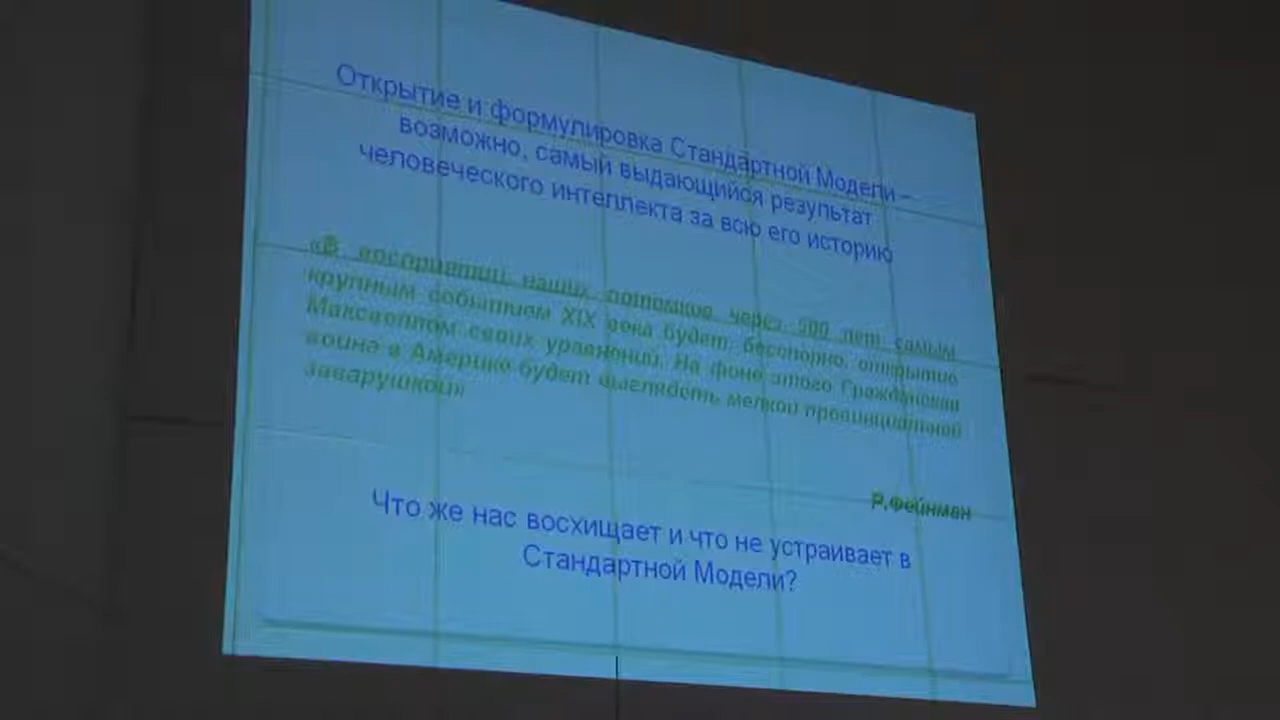 Открытие и формулировка Стандартной Модели –
возможно, самый выдающийся результат
человеческого интеллекта за всю его историю
«В восприятии наших потомков через 500 лет самым
крупным событием XIX века будет, бесспорно, открытие
Максвеллом своих уравнений. На фоне этого Гражданская
война в Америке будет выглядеть мелкой провинциальной
заварушкой»
Р.Фейнман
Что же нас восхищает и что не устраивает в
Стандартной Модели?